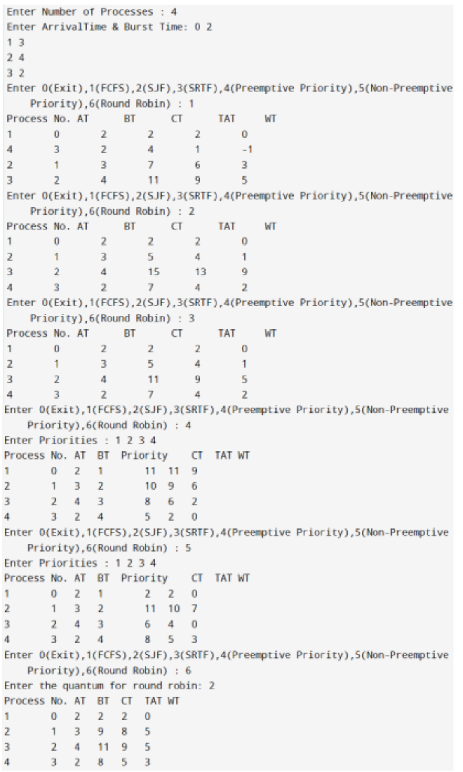 Enter Number of Processes : 4
Enter ArrivalTime & Burst Time: 0 2
1 3
2 4
3 2
Enter 0(Exit),1(FCFS),2(SJF),3(SRTF),4(Preemptive Priority),5(Non-Preemptive
Priority),6(Round Robin) : 1
Process No. AT BT CT TAT WT
1 0 2 2 2 0
4 3 2 4 1 -1
2 1 3 7 6 3
3 2 4 11 9 5
Enter 0(Exit),1(FCFS),2(SJF),3(SRTF),4(Preemptive Priority),5(Non-Preemptive
Priority),6(Round Robin) : 2
Process No. AT BT CT TAT WT
1 0 2 2 2 0
2 1 3 5 4 1
3 2 4 15 13 9
4 3 2 7 4 2
Enter 0(Exit),1(FCFS),2(SJF),3(SRTF),4(Preemptive Priority),5(Non-Preemptive
Priority),6(Round Robin) : 3
Process No. AT BT CT TAT WT
1 0 2 2 2 0
2 1 3 5 4 1
3 2 4 11 9 5
4 3 2 7 4 2
Enter 0(Exit),1(FCFS),2(SJF),3(SRTF),4(Preemptive Priority),5(Non-Preemptive
Priority),6(Round Robin) : 4
Enter Priorities : 1 2 3 4
Process No. AT BT Priority CT TAT WT
1 0 2 1 11 11 9
2 1 3 2 10 9 6
3 2 4 3 8 6 2
4 3 2 4 5 2 0
Enter 0(Exit),1(FCFS),2(SJF),3(SRTF),4(Preemptive Priority),5(Non-Preemptive
Priority),6(Round Robin) : 5
Enter Priorities : 1 2 3 4
Process No. AT BT Priority CT TAT WT
1 0 2 1 2 2 0
2 1 3 2 11 10 7
3 2 4 3 6 4 0
4 3 2 4 8 5 3
Enter 0(Exit),1(FCFS),2(SJF),3(SRTF),4(Preemptive Priority),5(Non-Preemptive
Priority),6(Round Robin) : 6
Enter the quantum for round robin: 2
Process No. AT BT CT TAT WT
1 0 2 2 2 0
2 1 3 9 8 5
3 2 4 11 9 5
4 3 2 8 5 3